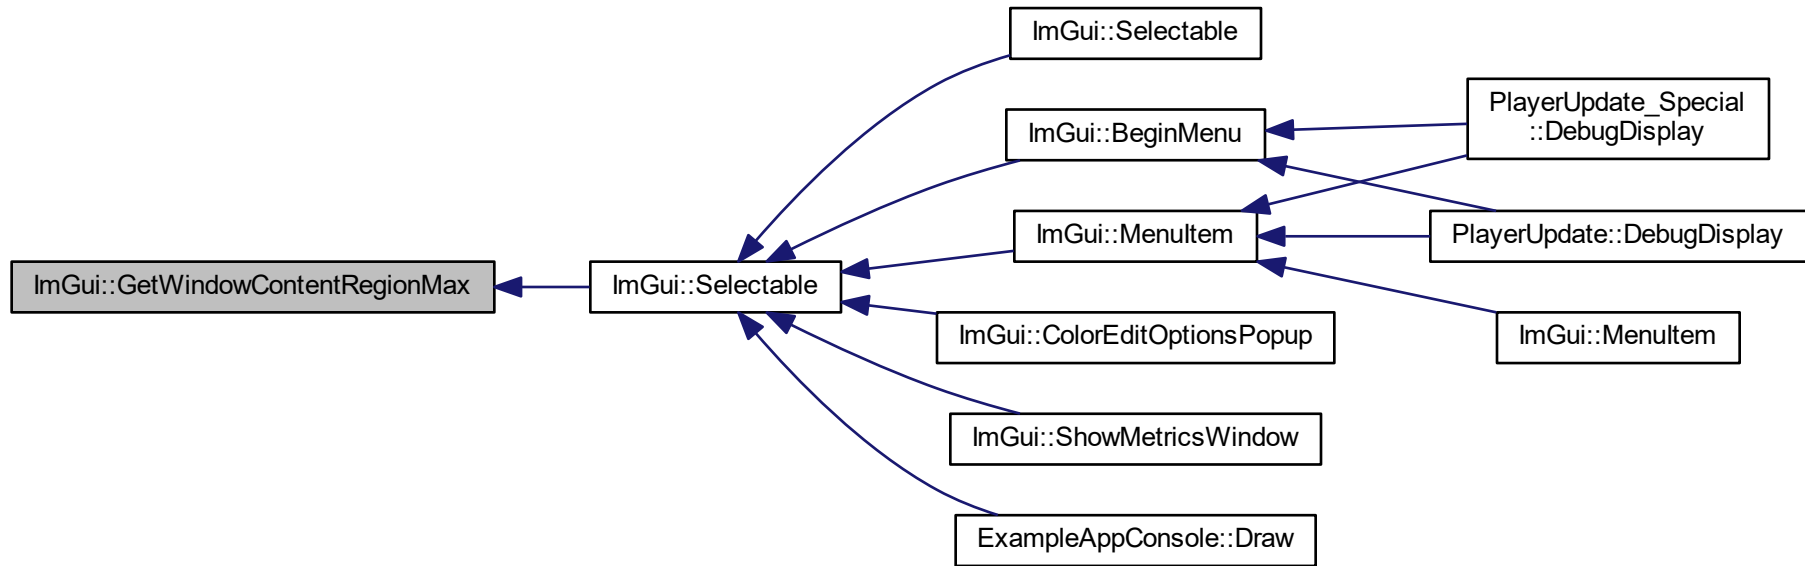 ImGui::GetWindowContentRegionMax
ImGui::Selectable
ImGui::Selectable
ImGui::BeginMenu
ImGui::MenuItem
ImGui::ColorEditOptionsPopup
ImGui::ShowMetricsWindow
ExampleAppConsole::Draw
PlayerUpdate_Special
::DebugDisplay
PlayerUpdate::DebugDisplay
ImGui::MenuItem